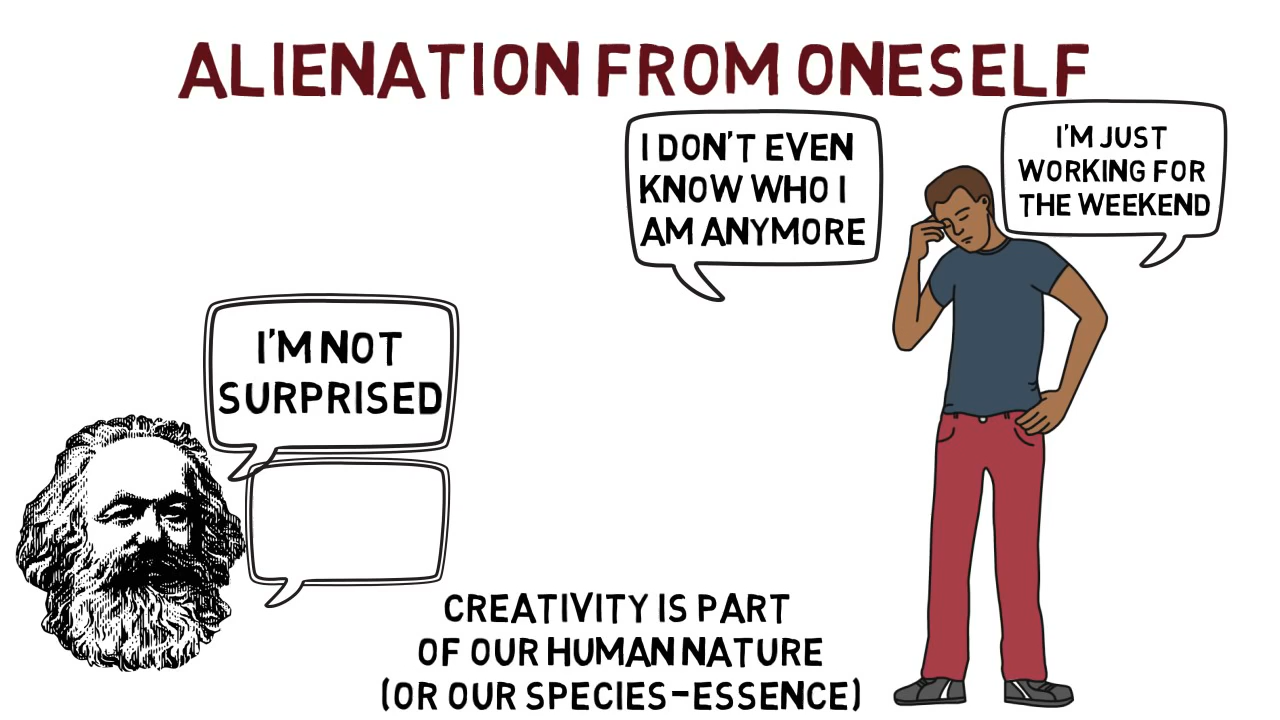 ALIENATION FROM ONESELF
I DON'T EVEN
KNOW WHO I
AM ANYMORE
I'M JUST
WORKING FOR
THE WEEKEND
I'M NOT
SURPRISED
CREATIVITY IS PART
OF OUR HUMAN NATURE
(OR OUR SPECIES-ESSENCE)